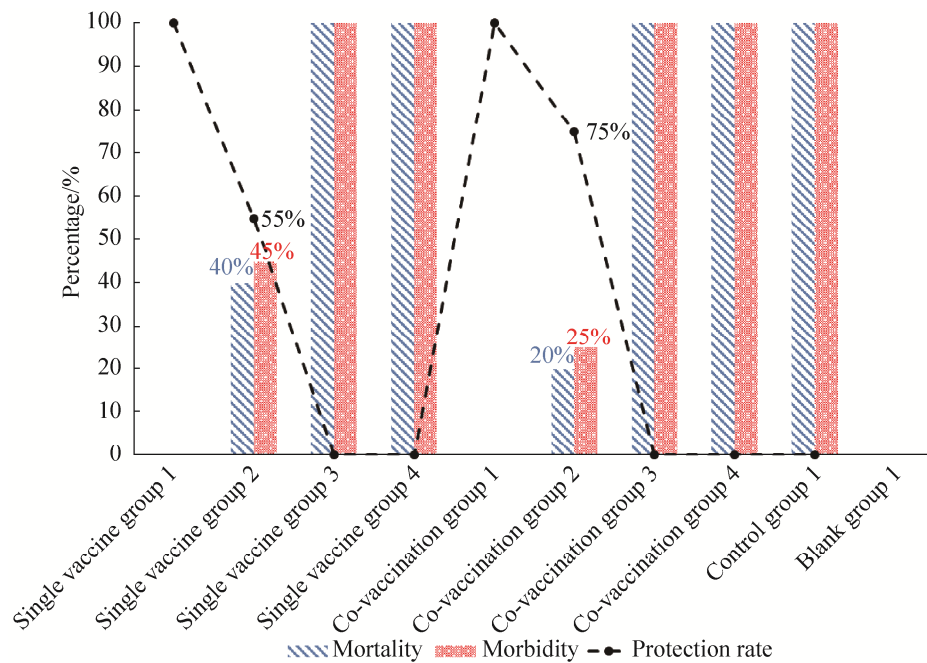 100
90
80
70
60
50
40
30
20
10
0
Percentage/%
55%
40%
45%
75%
20%
25%
Single vaccine group 1
Single vaccine group 2
Single vaccine group 3
Single vaccine group 4
Co-vaccination group 1
Co-vaccination group 2
Co-vaccination group 3
Co-vaccination group 4
Control group 1
Blank group 1
Mortality Morbidity Protection rate